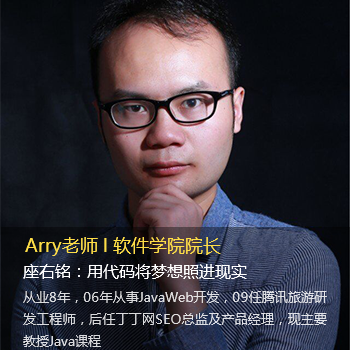 Arry老师 l 软件学院院长
座右铭：用代码将梦想照进现实
从业8年，06年从事JavaWeb开发，09任腾讯旅游研
发工程师，后任丁丁网SEO总监及产品经理，现主要
教授Java课程